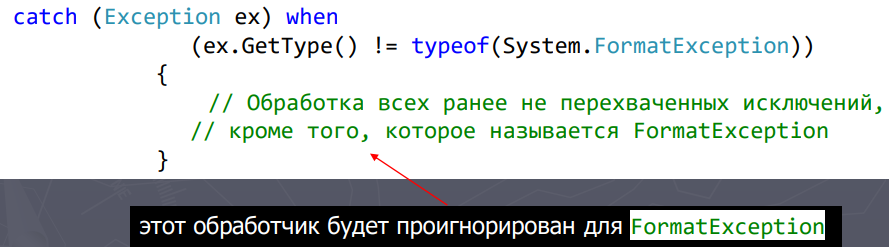 catch (Exception ex) when
(ex.GetType() != typeof(System.FormatException))
{
// Обработка всех ранее не перехваченных исключений,
// кроме того, которое называется FormatException
}
этот обработчик будет проигнорирован для FormatException